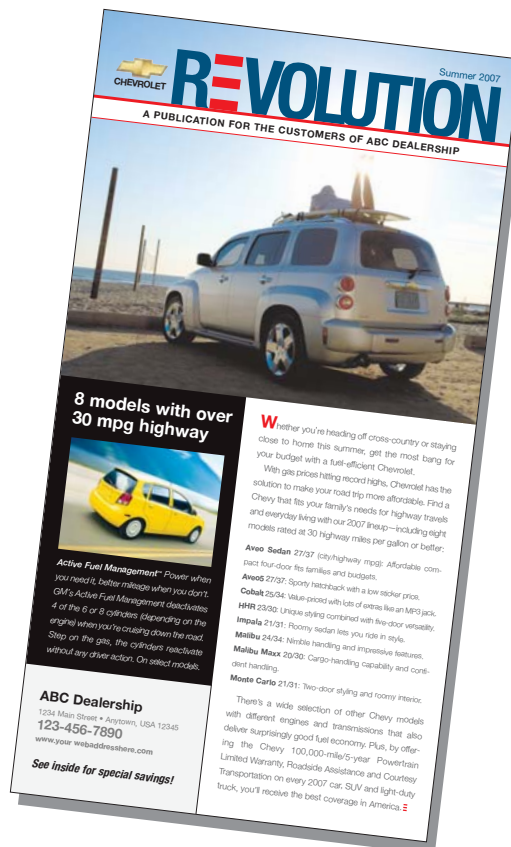 Summer 2007
CHEVROLET
REVOLUTION
A PUBLICATION FOR THE CUSTOMERS OF ABC DEALERSHIP
8 models with over
30 mpg highway
Active Fuel Management™ Power when
you need it, better mileage when you don't.
GM's Active Fuel Management deactivates
4 of the 6 or 8 cylinders (depending on the
engine) when you're cruising down the road.
Step on the gas, the cylinders reactivate
without any driver action. On select models.
ABC Dealership
1234 Main Street • Anytown, USA 12345
123-456-7890
www.your webaddresshere.com
See inside for special savings!
Whether you're heading off cross-country or staying
close to home this summer, get the most bang for
your budget with a fuel-efficient Chevrolet.
With gas prices hitting record highs, Chevrolet has the
solution to make your road trip more affordable. Find a
Chevy that fits your family's needs for highway travels
and everyday living with our 2007 lineup—including eight
models rated at 30 highway miles per gallon or better:
Aveo Sedan 27/37 (city/highway mpg): Affordable com-
pact four-door fits families and budgets.
Aveo5 27/37: Sporty hatchback with a low sticker price.
Cobalt 25/34: Value-priced with lots of extras like an MP3 jack.
HHR 23/30: Unique styling combined with five-door versatility.
Impala 21/31: Roomy sedan lets you ride in style.
Malibu 24/34: Nimble handling and impressive features.
Malibu Maxx 20/30: Cargo-handling capability and confi-
dent handling.
Monte Carlo 21/31: Two-door styling and roomy interior.
There's a wide selection of other Chevy models
with different engines and transmissions that also
deliver surprisingly good fuel economy. Plus, by offer-
ing the Chevy 100,000-mile/5-year Powertrain
Limited Warranty, Roadside Assistance and Courtesy
Transportation on every 2007 car, SUV and light-duty
truck, you'll receive the best coverage in America.